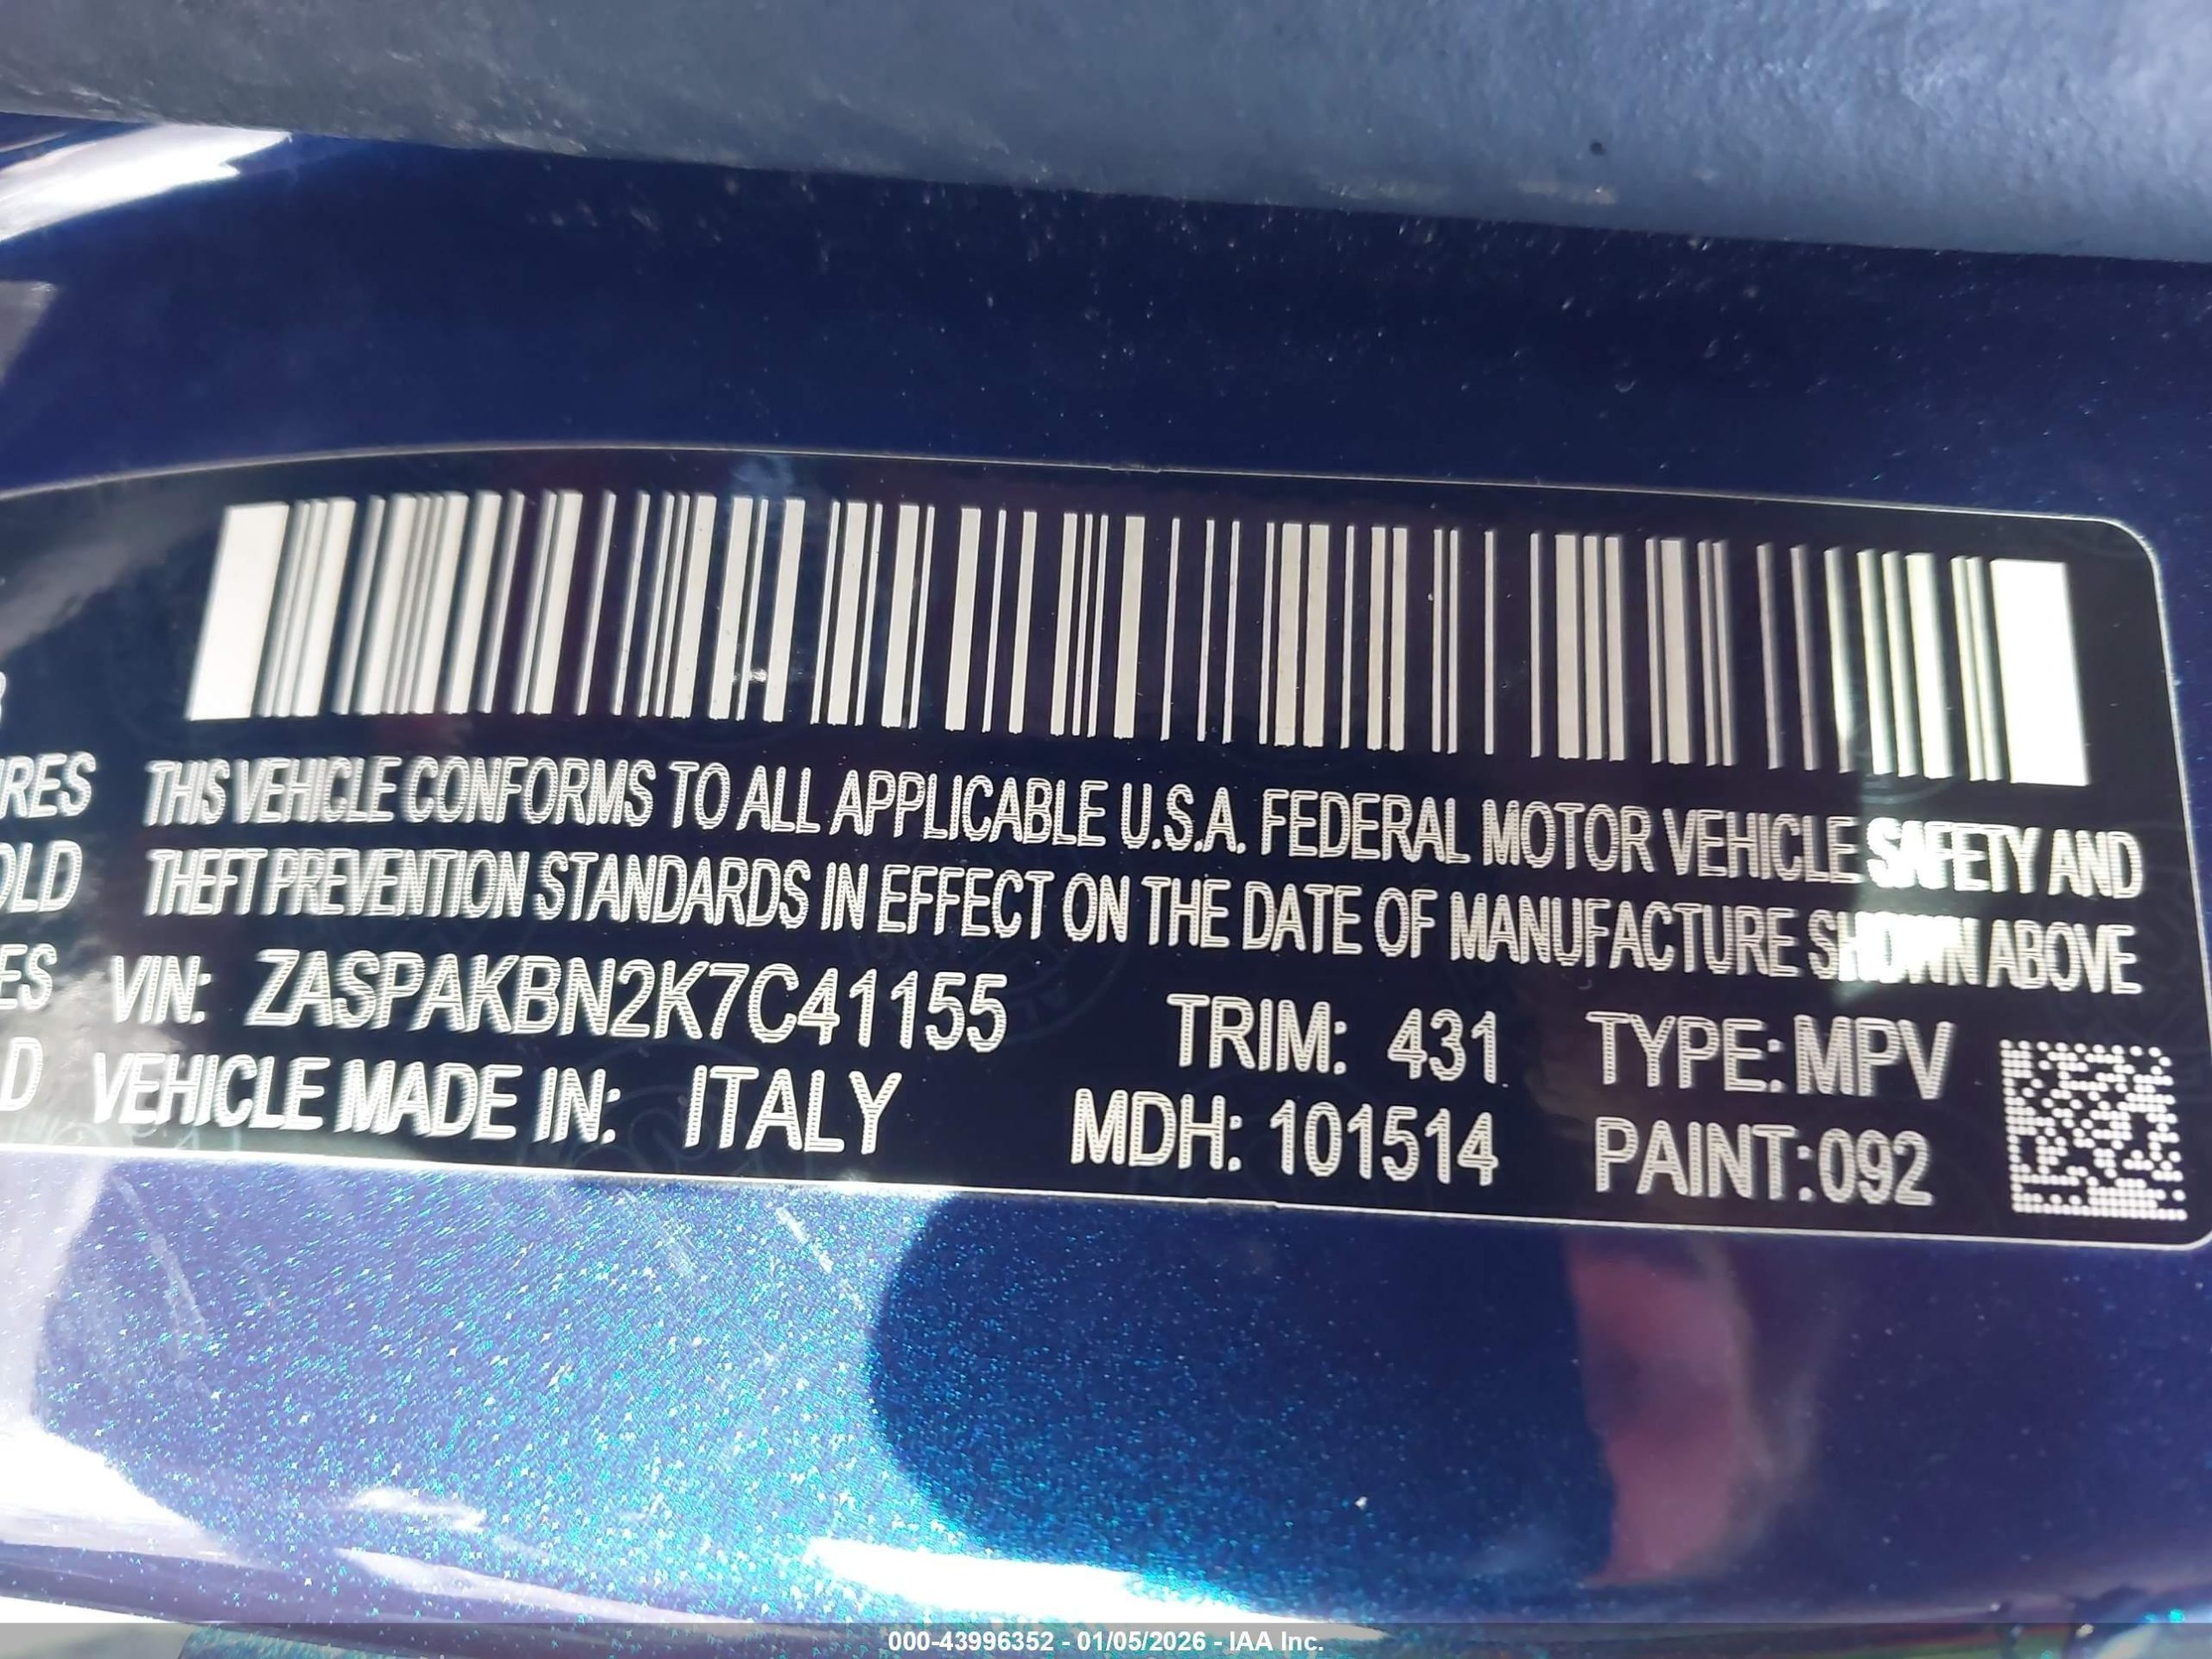 RES THIS VEHICLE CONFORMS TO ALL APPLICABLE U.S.A. FEDERAL MOTOR VEHICLE SAFETY AND
OLD THEFT PREVENTION STANDARDS IN EFFECT ON THE DATE OF MANUFACTURE SHOWN ABOVE
ES VIN: ZASPAKBN2K7C41155 TRIM: 431 TYPE: MPV
D VEHICLE MADE IN: ITALY MDH: 101514 PAINT: 092
000-43996352 - 01/05/2026 - IAA Inc.